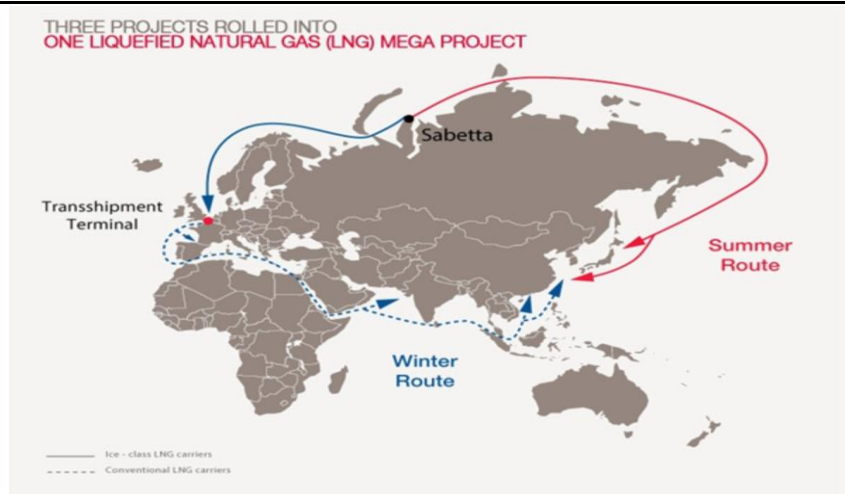 THREE PROJECTS ROLLED INTO
ONE LIQUEFIED NATURAL GAS (LNG) MEGA PROJECT
Sabetta
Transshipment
Terminal
Summer
Route
Winter
Route
Ice - class LNG carriers
Conventional LNG carriers